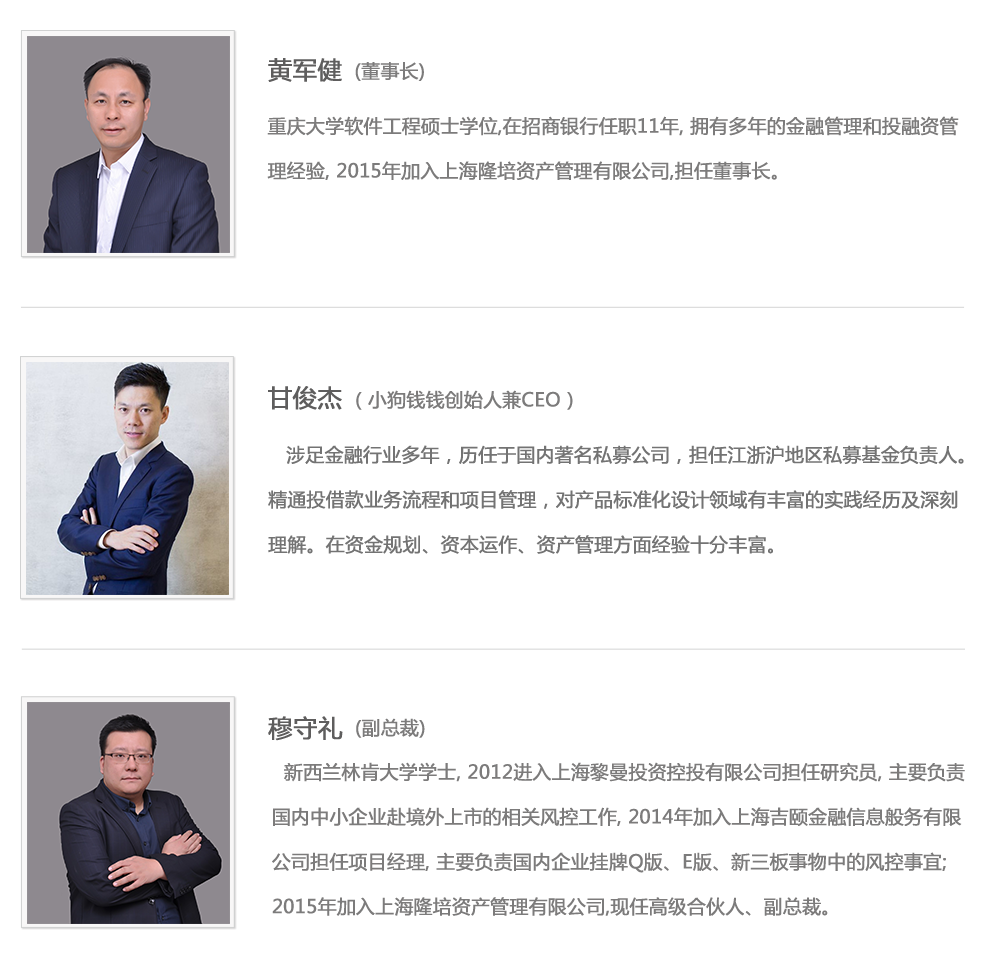 黄军健 (董事长)
重庆大学软件工程硕士学位,在招商银行任职11年, 拥有多年的金融管理和投融资管
理经验, 2015年加入上海隆培资产管理有限公司,担任董事长。
甘俊杰 ( 小狗钱钱创始人兼CEO )
涉足金融行业多年，历任于国内著名私募公司，担任江浙沪地区私募基金负责人。
精通投借款业务流程和项目管理，对产品标准化设计领域有丰富的实践经历及深刻
理解。在资金规划、资本运作、资产管理方面经验十分丰富。
穆守礼 (副总裁)
新西兰林肯大学学士, 2012进入上海黎曼投资控投有限公司担任研究员, 主要负责
国内中小企业赴境外上市的相关风控工作, 2014年加入上海吉颐金融信息般务有限
公司担任项目经理, 主要负责国内企业挂牌Q版、E版、新三板事物中的风控事宜;
2015年加入上海隆培资产管理有限公司,现任高级合伙人、副总裁。